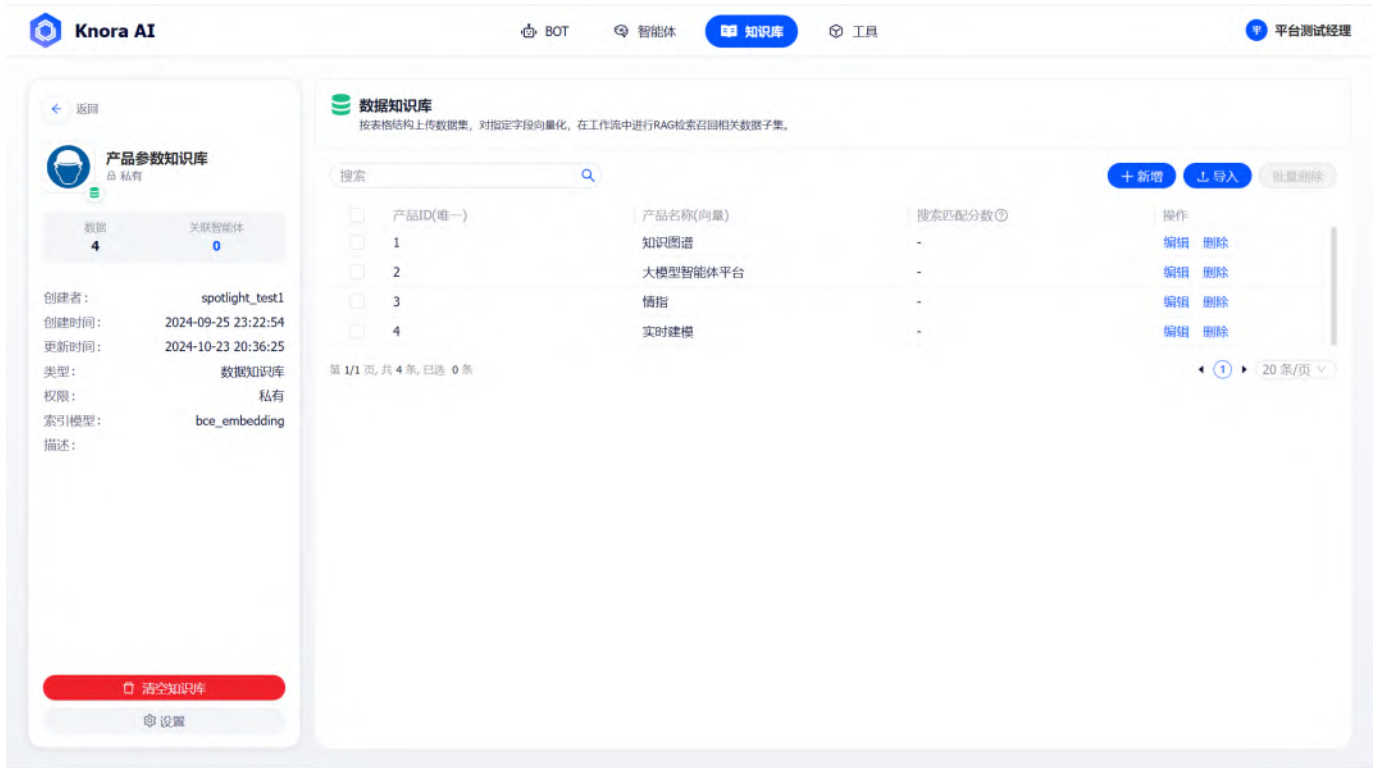 Knora AI
BOT 智能体 知识库 工具
平 平台测试经理
返回
产品参数知识库
私有
数据 关联智能体
4 0
创建者: spotlight_test1
创建时间: 2024-09-25 23:22:54
更新时间: 2024-10-23 20:36:25
类型: 数据知识库
权限: 私有
索引模型: bce_embedding
描述:
清空知识库
设置
数据知识库
按表格结构上传数据集，对指定字段向量化，在工作流中进行RAG检索召回相关数据子集。
搜索
+ 新增 导入 批量删除
产品ID(唯一) 产品名称(向量) 搜索匹配分数 操作
1 知识图谱 - 编辑 删除
2 大模型智能体平台 - 编辑 删除
3 情指 - 编辑 删除
4 实时建模 - 编辑 删除
第 1/1 页, 共 4 条, 已选 0 条
1 20 条/页